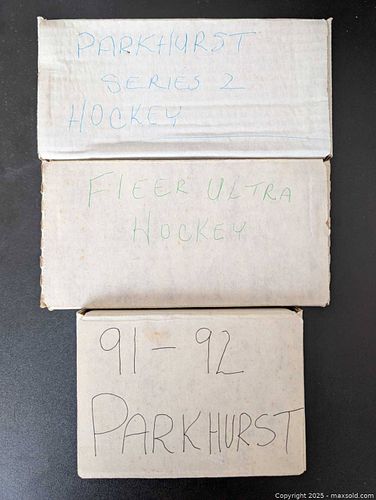 PARKHURST
SERIES 2
HOCKEY
FLEER ULTRA
HOCKEY
91-92
PARKHURST
Copyright 2025 - maxsold.com